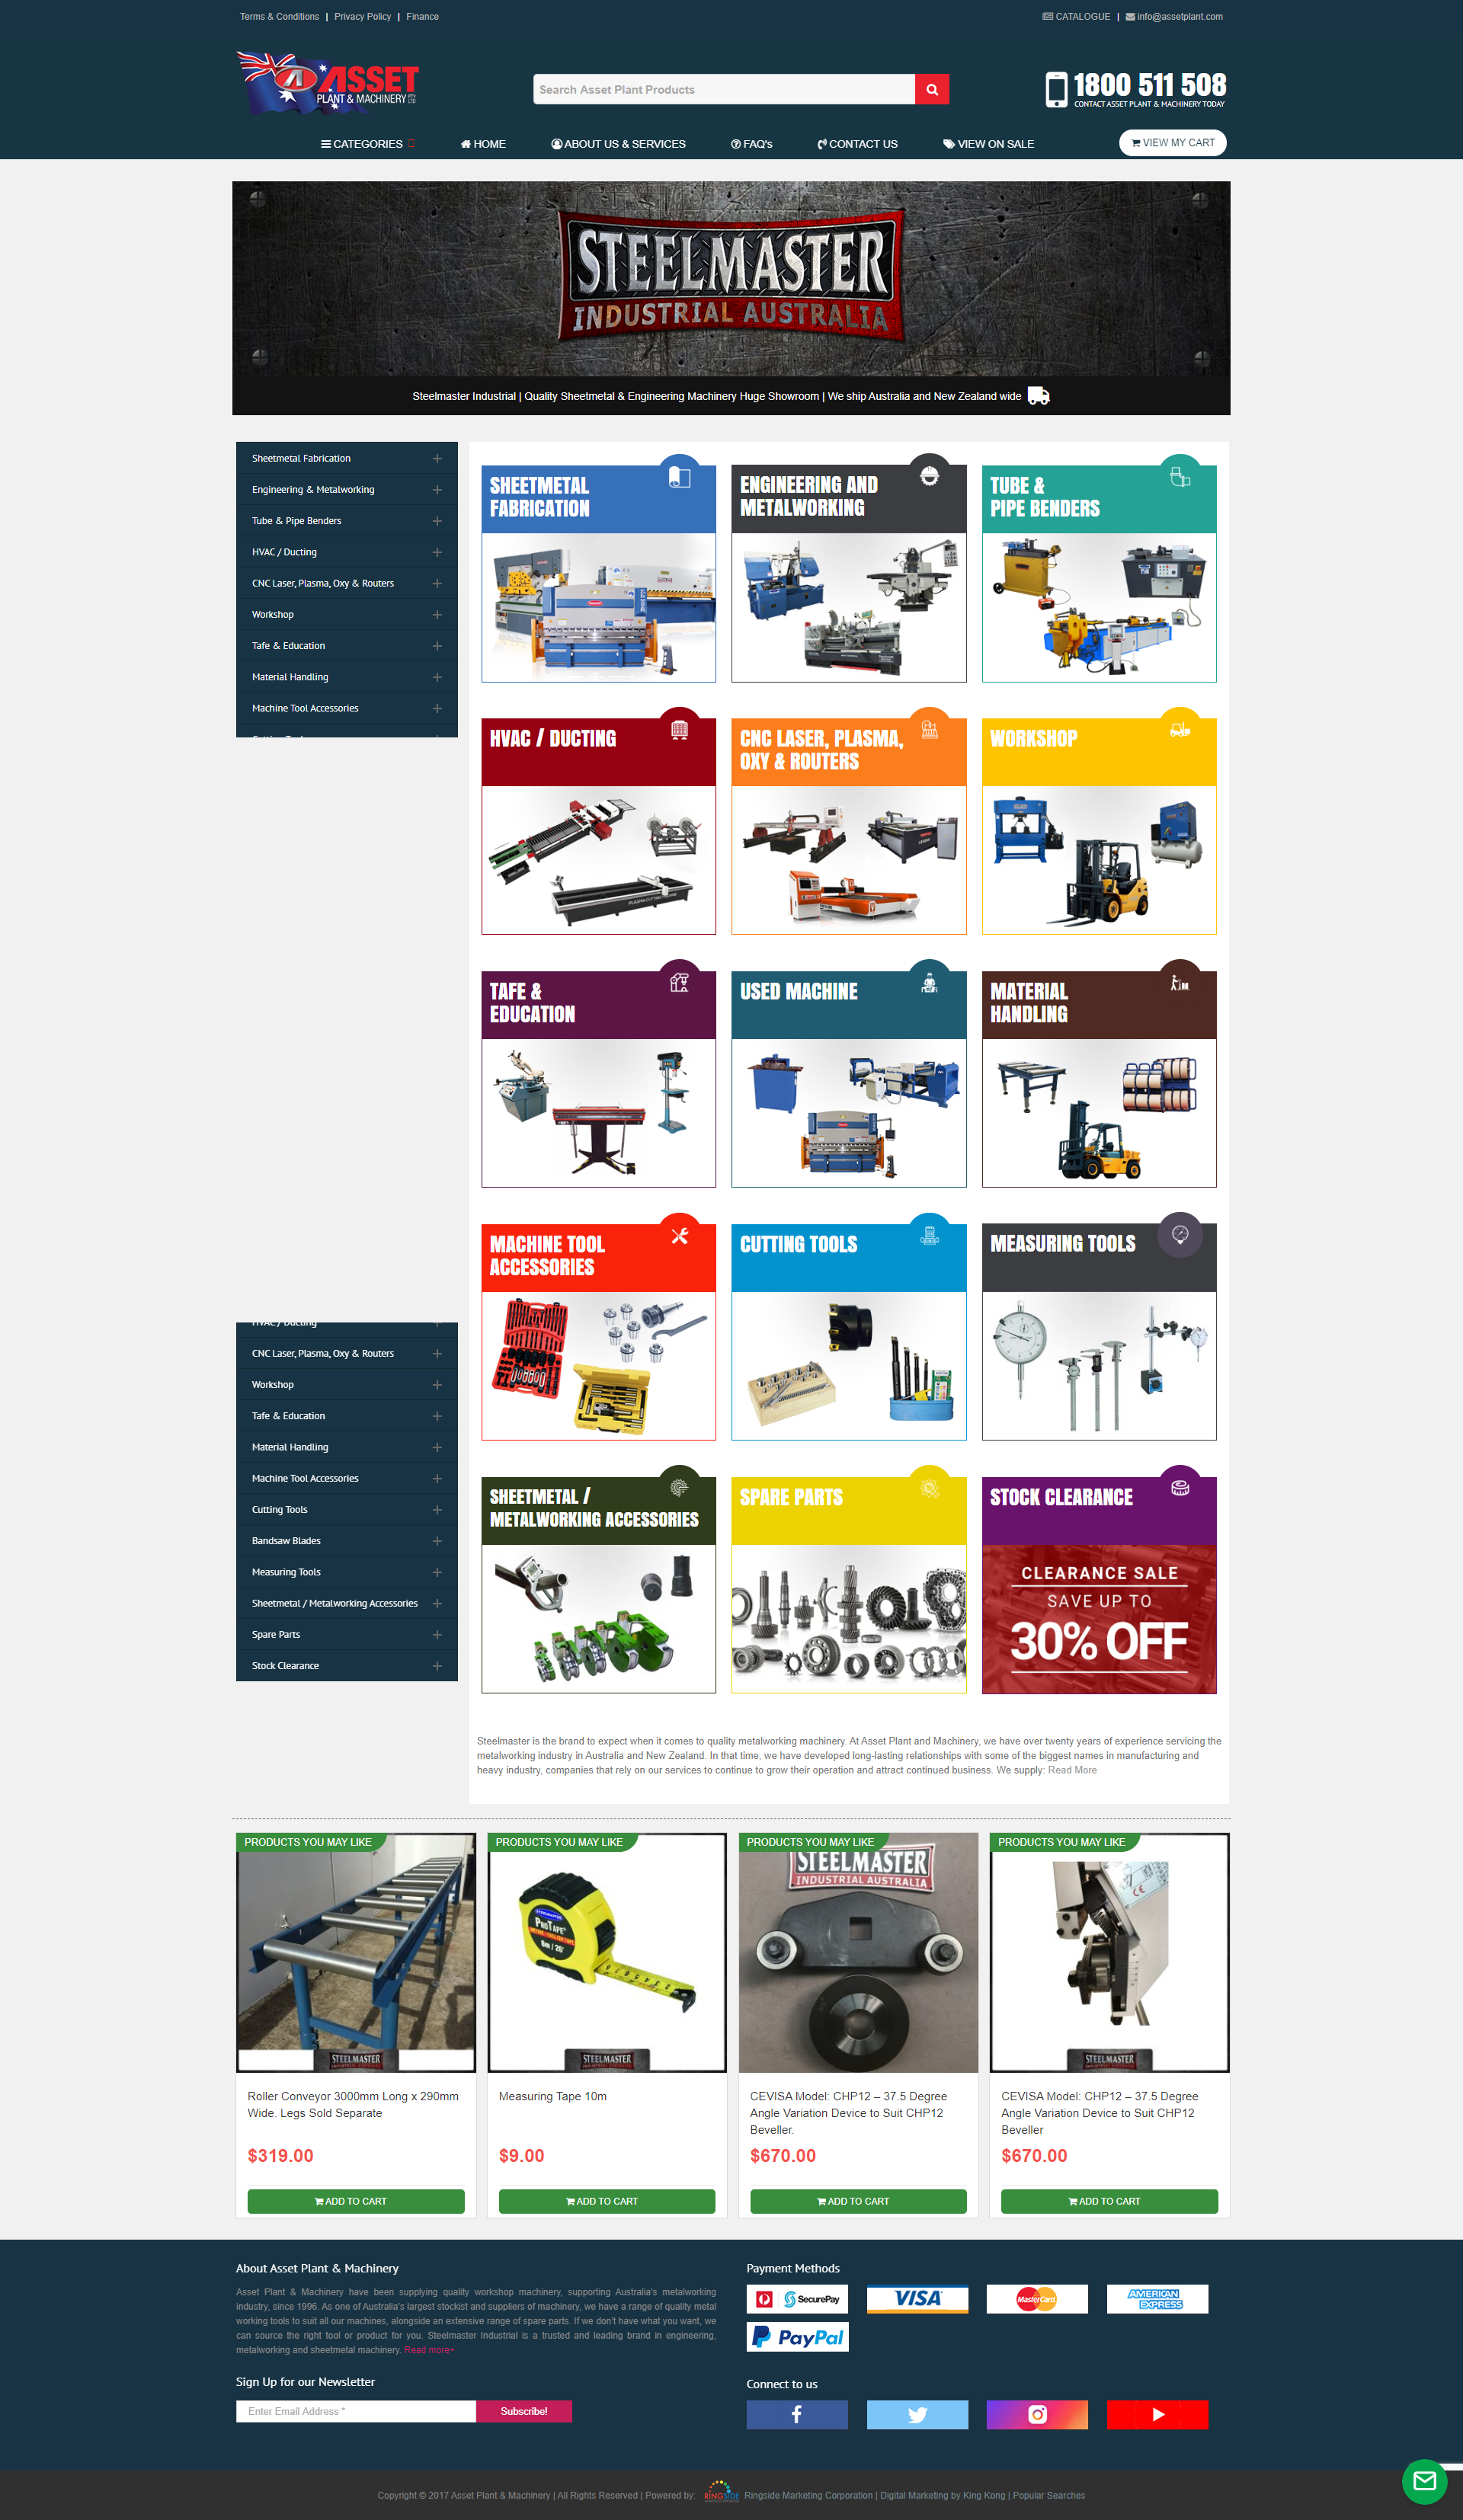 Terms & Conditions | Privacy Policy | Finance
CATALOGUE | info@assetplant.com
ASSET
PLANT & MACHINERY PTY LTD
Search Asset Plant Products
1800 511 508
CONTACT ASSET PLANT & MACHINERY TODAY
CATEGORIES
HOME
ABOUT US & SERVICES
FAQ's
CONTACT US
VIEW ON SALE
VIEW MY CART
STEELMASTER
INDUSTRIAL AUSTRALIA
Steelmaster Industrial | Quality Sheetmetal & Engineering Machinery Huge Showroom | We ship Australia and New Zealand wide
Sheetmetal Fabrication
Engineering & Metalworking
Tube & Pipe Benders
HVAC / Ducting
CNC Laser, Plasma, Oxy & Routers
Workshop
Tafe & Education
Material Handling
Machine Tool Accessories
SHEETMETAL
FABRICATION
ENGINEERING AND
METALWORKING
TUBE &
PIPE BENDERS
HVAC / DUCTING
CNC LASER, PLASMA,
OXY & ROUTERS
WORKSHOP
TAFE &
EDUCATION
USED MACHINE
MATERIAL
HANDLING
MACHINE TOOL
ACCESSORIES
CUTTING TOOLS
MEASURING TOOLS
HVAC / Ducting
CNC Laser, Plasma, Oxy & Routers
Workshop
Tafe & Education
Material Handling
Machine Tool Accessories
Cutting Tools
Bandsaw Blades
Measuring Tools
Sheetmetal / Metalworking Accessories
Spare Parts
Stock Clearance
SHEETMETAL /
METALWORKING ACCESSORIES
SPARE PARTS
STOCK CLEARANCE
CLEARANCE SALE
SAVE UP TO
30% OFF
Steelmaster is the brand to expect when it comes to quality metalworking machinery. At Asset Plant and Machinery, we have over twenty years of experience servicing the
metalworking industry in Australia and New Zealand. In that time, we have developed long-lasting relationships with some of the biggest names in manufacturing and
heavy industry, companies that rely on our services to continue to grow their operation and attract continued business. We supply: Read More
PRODUCTS YOU MAY LIKE
STEELMASTER
INDUSTRIAL AUSTRALIA
Roller Conveyor 3000mm Long x 290mm
Wide. Legs Sold Separate
$319.00
ADD TO CART
PRODUCTS YOU MAY LIKE
PROTAPE
8m / 26'
STEELMASTER
INDUSTRIAL AUSTRALIA
Measuring Tape 10m
$9.00
ADD TO CART
PRODUCTS YOU MAY LIKE
STEELMASTER
INDUSTRIAL AUSTRALIA
CEVISA Model: CHP12 – 37.5 Degree
Angle Variation Device to Suit CHP12
Beveller.
$670.00
ADD TO CART
PRODUCTS YOU MAY LIKE
STEELMASTER
INDUSTRIAL AUSTRALIA
CEVISA Model: CHP12 – 37.5 Degree
Angle Variation Device to Suit CHP12
Beveller
$670.00
ADD TO CART
About Asset Plant & Machinery
Asset Plant & Machinery have been supplying quality workshop machinery, supporting Australia's metalworking
industry, since 1996. As one of Australia's largest stockist and suppliers of machinery, we have a range of quality metal
working tools to suit all our machines, alongside an extensive range of spare parts. If we don't have what you want, we
can source the right tool or product for you. Steelmaster Industrial is a trusted and leading brand in engineering,
metalworking and sheetmetal machinery. Read more+
Sign Up for our Newsletter
Enter Email Address *
Subscribe!
Payment Methods
SecurePay
VISA
MasterCard
AMERICAN
EXPRESS
PayPal
Connect to us
Copyright © 2017 Asset Plant & Machinery | All Rights Reserved | Powered by: RINGSIDE Ringside Marketing Corporation | Digital Marketing by King Kong | Popular Searches